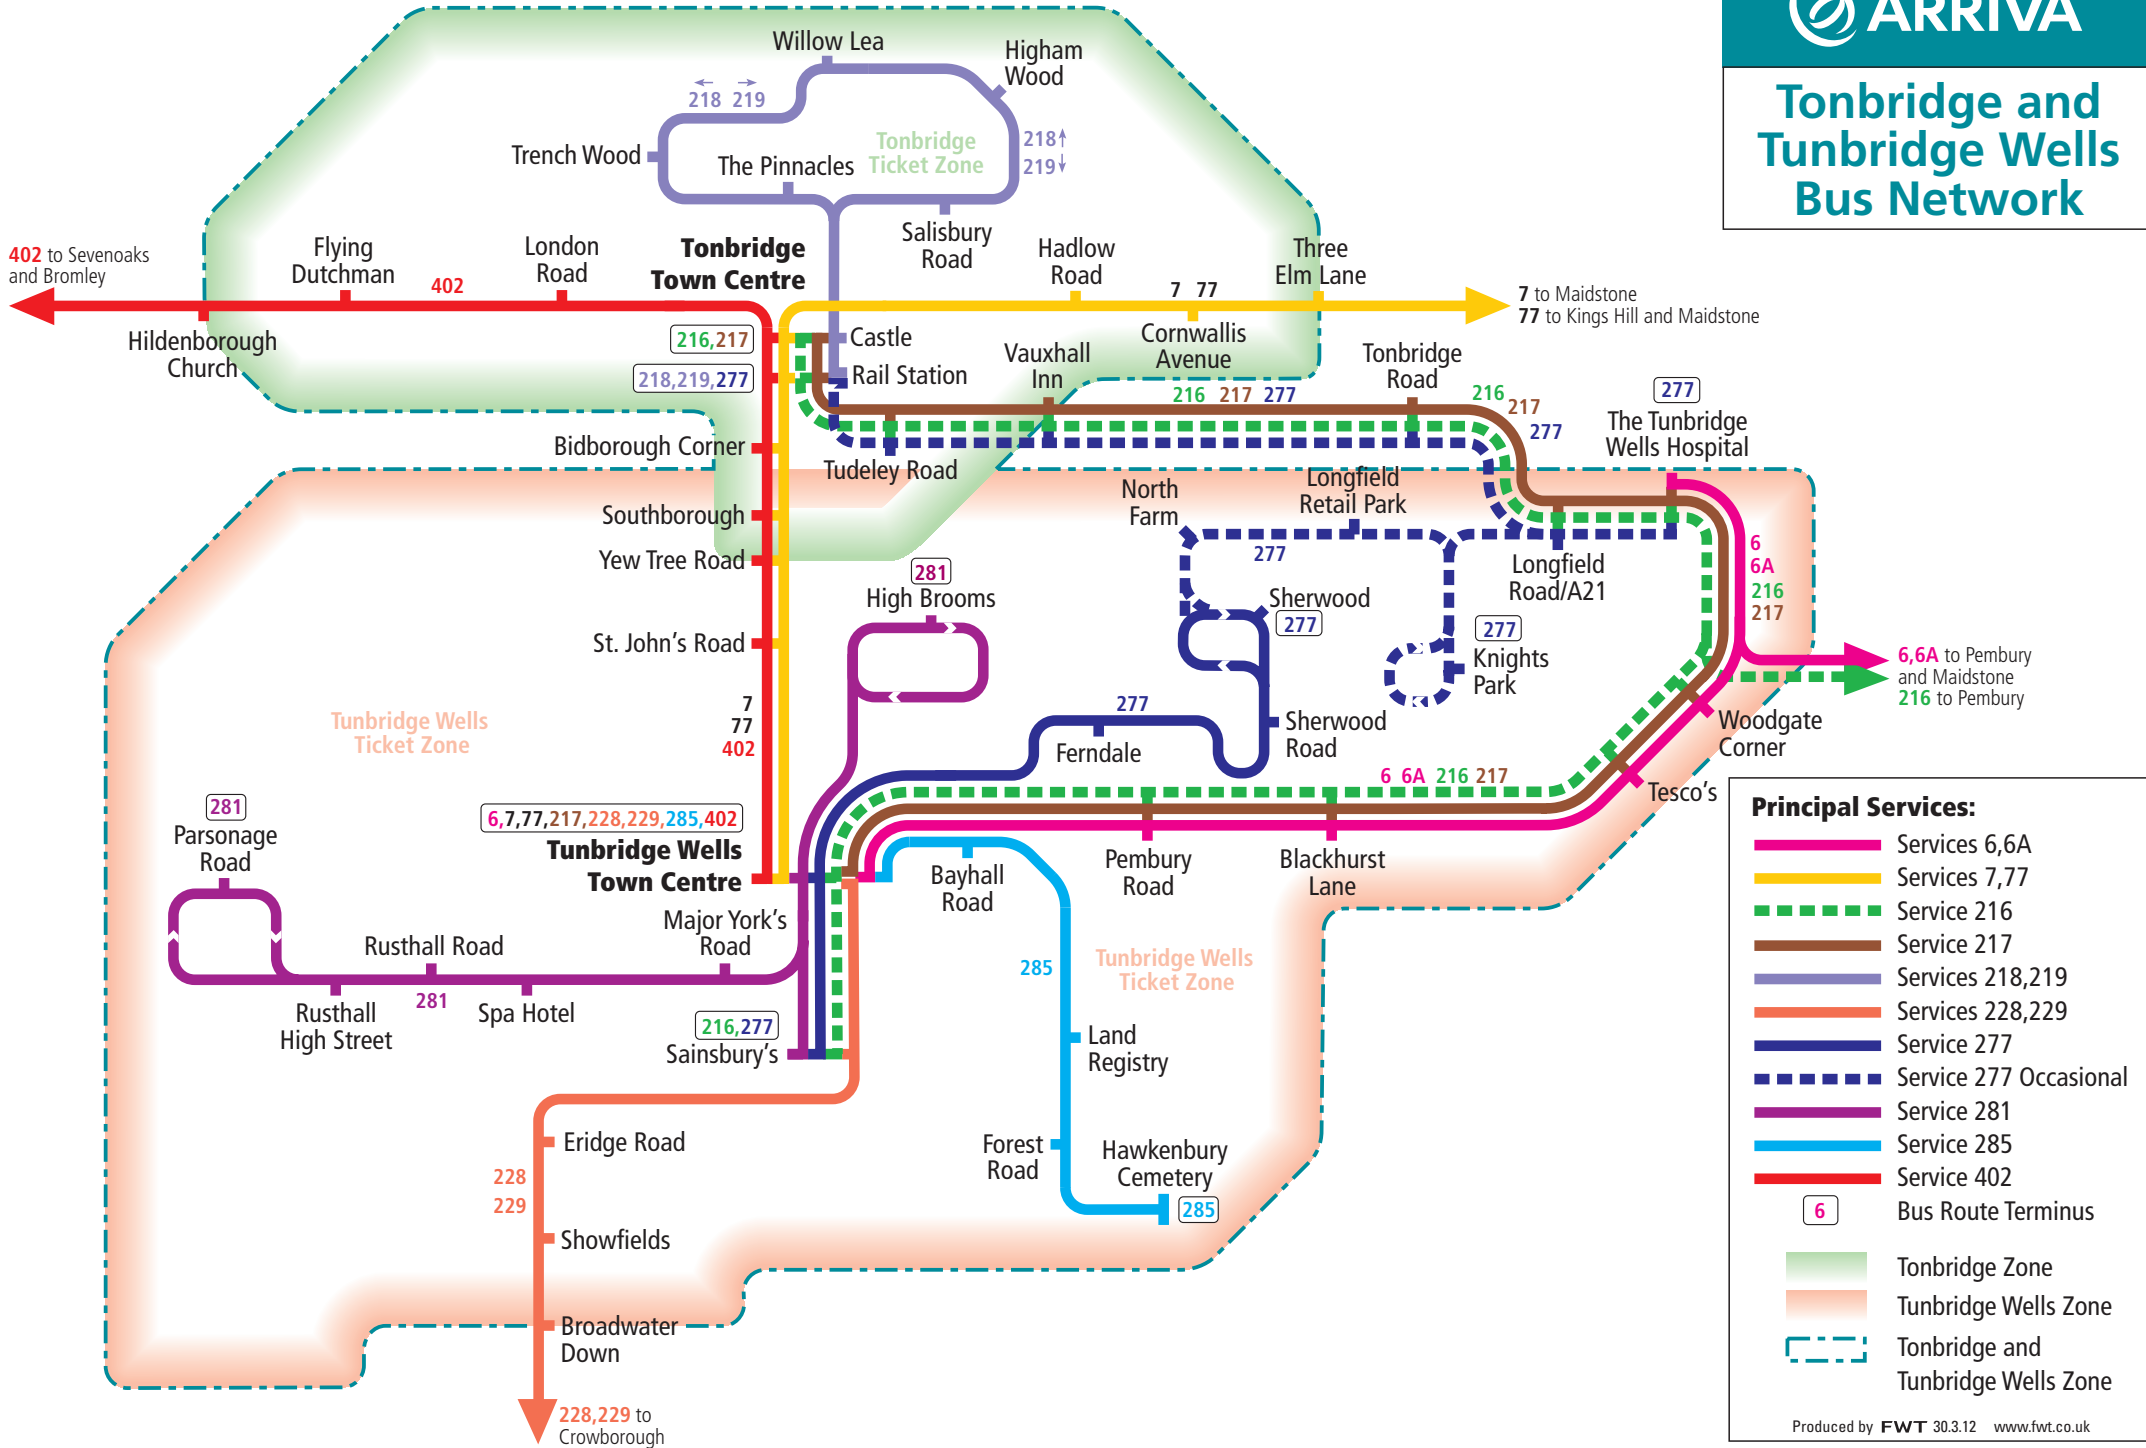 ARRIVA
Tonbridge and
Tunbridge Wells
Bus Network
Willow Lea
Higham
Wood
218 219
Trench Wood
The Pinnacles
Tonbridge
Ticket Zone
218
219
Salisbury
Road
402 to Sevenoaks
and Bromley
Flying
Dutchman
402
London
Road
Tonbridge
Town Centre
Hadlow
Road
7 77
Three
Elm Lane
7 to Maidstone
77 to Kings Hill and Maidstone
Hildenborough
Church
216,217
Castle
218,219,277
Rail Station
Vauxhall
Inn
Cornwallis
Avenue
Tonbridge
Road
216 217 277
216
217
277
277
The Tunbridge
Wells Hospital
Bidborough Corner
Tudeley Road
Southborough
Yew Tree Road
North
Farm
Longfield
Retail Park
277
Longfield
Road/A21
6
6A
216
217
281
High Brooms
Sherwood
277
277
Knights
Park
St. John's Road
6,6A to Pembury
and Maidstone
216 to Pembury
Tunbridge Wells
Ticket Zone
7
77
402
277
Ferndale
Sherwood
Road
Woodgate
Corner
6 6A 216 217
Tesco's
281
Parsonage
Road
6,7,77,217,228,229,285,402
Tunbridge Wells
Town Centre
Bayhall
Road
Pembury
Road
Blackhurst
Lane
Major York's
Road
Rusthall Road
281
Rusthall
High Street
Spa Hotel
216,277
Sainsbury's
285
Tunbridge Wells
Ticket Zone
Land
Registry
Eridge Road
228
229
Forest
Road
Hawkenbury
Cemetery
285
Showfields
Broadwater
Down
228,229 to
Crowborough
Principal Services:
Services 6,6A
Services 7,77
Service 216
Service 217
Services 218,219
Services 228,229
Service 277
Service 277 Occasional
Service 281
Service 285
Service 402
6 Bus Route Terminus
Tonbridge Zone
Tunbridge Wells Zone
Tonbridge and
Tunbridge Wells Zone
Produced by FWT 30.3.12 www.fwt.co.uk